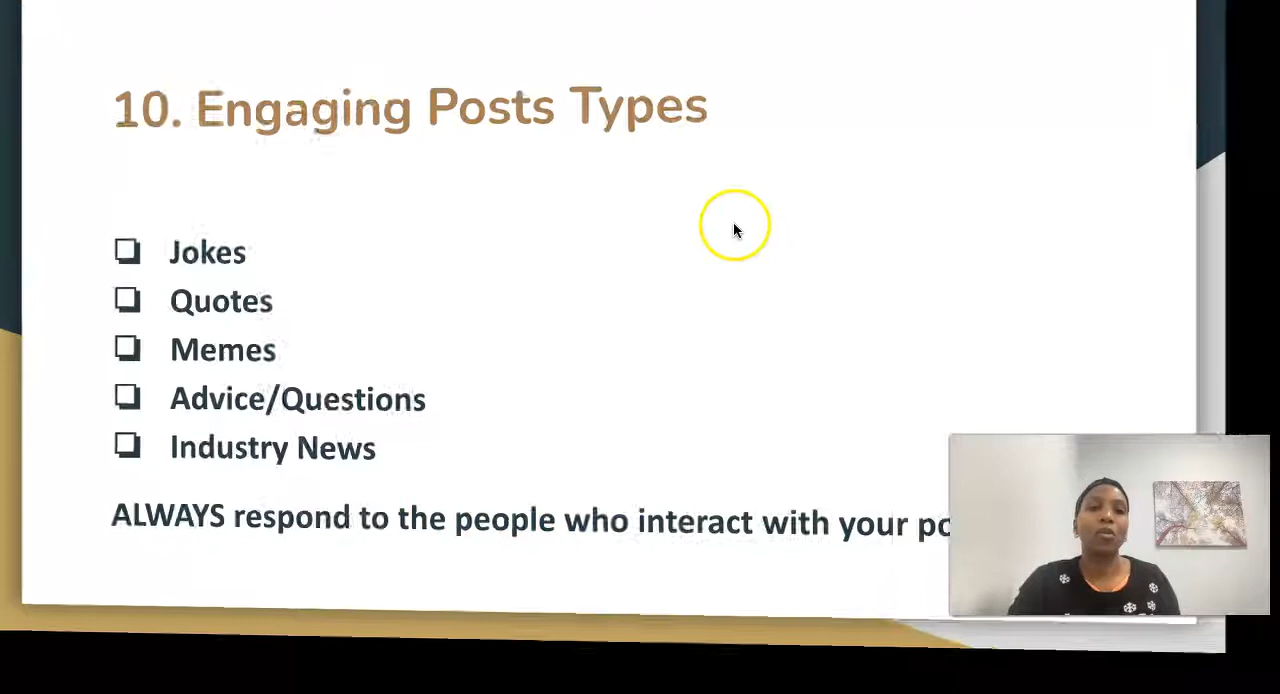 10. Engaging Posts Types
Jokes
Quotes
Memes
Advice/Questions
Industry News
ALWAYS respond to the people who interact with your